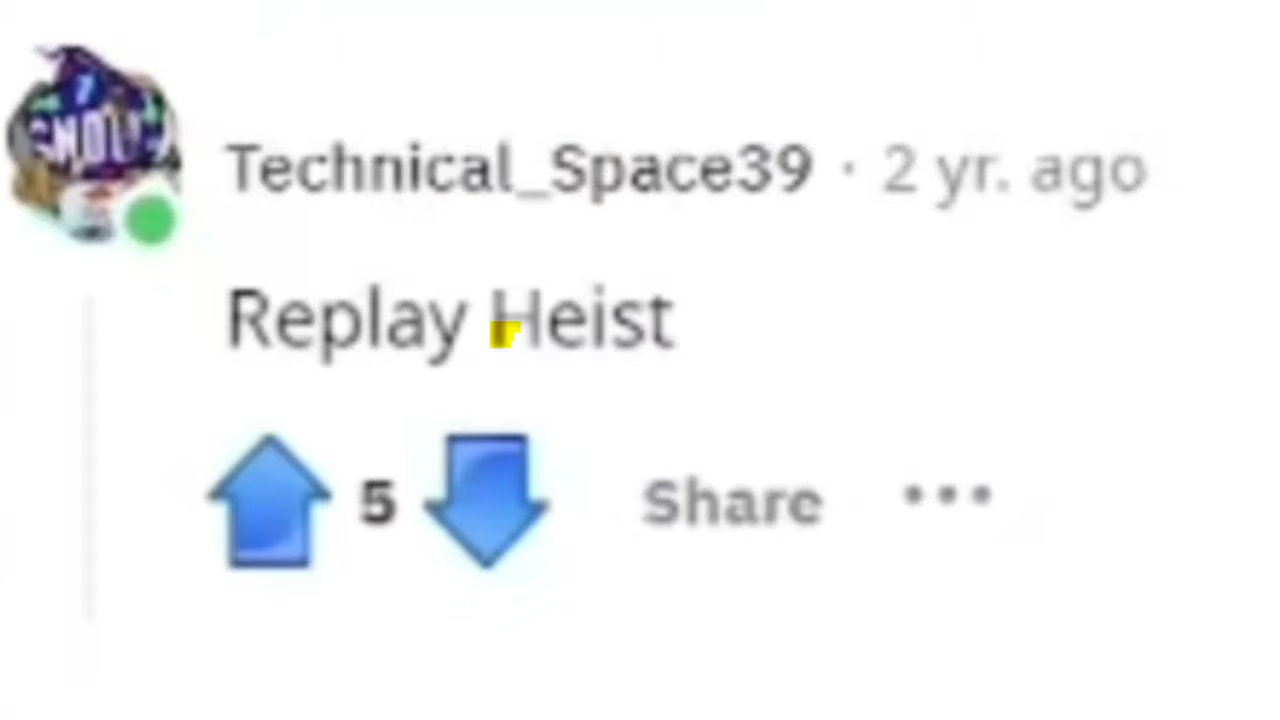 Technical_Space39 · 2 yr. ago
Replay Heist
5 Share •••